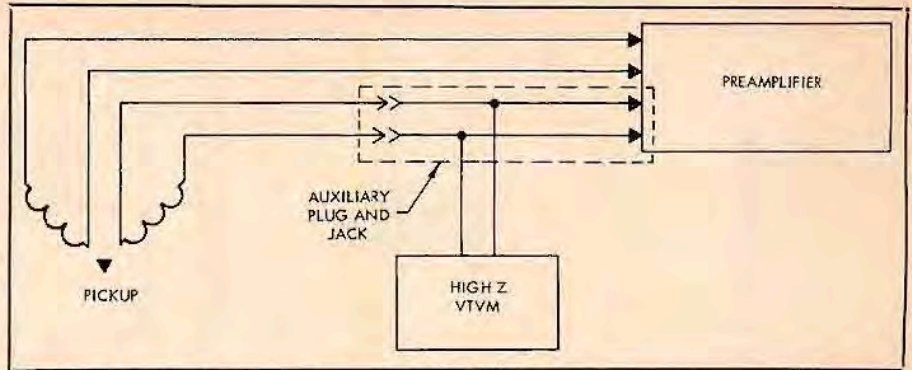 PREAMPLIFIER
AUXILIARY
PLUG AND
JACK
PICKUP
HIGH Z
VTVM